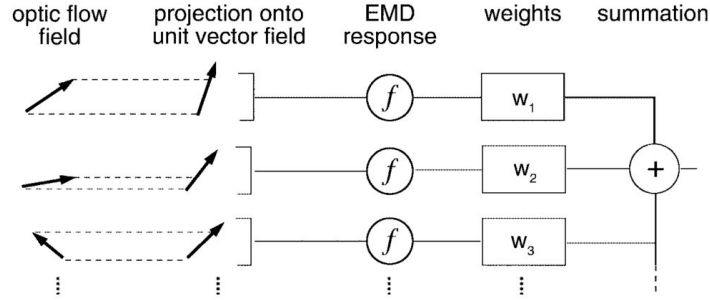 optic flow
field
projection onto
unit vector field
EMD
response
weights
summation
f
w1
+
f
w2
f
w3